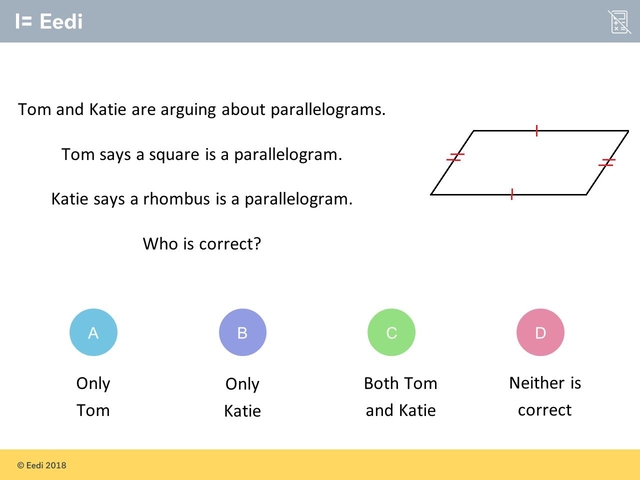 Eedi
Tom and Katie are arguing about parallelograms.
Tom says a square is a parallelogram.
Katie says a rhombus is a parallelogram.
Who is correct?
A
B
C
D
Only
Tom
Only
Katie
Both Tom
and Katie
Neither is
correct
© Eedi 2018